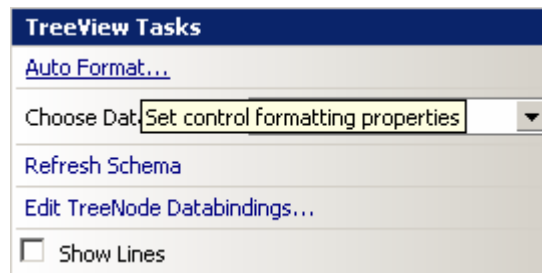 TreeView Tasks
Auto Format...
Choose Dat Set control formatting properties
Refresh Schema
Edit TreeNode Databindings...
Show Lines